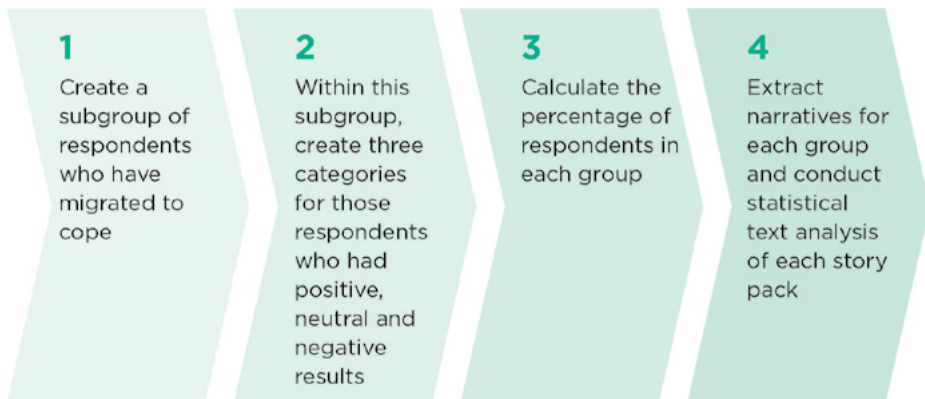 1
Create a
subgroup of
respondents
who have
migrated to
cope
2
Within this
subgroup,
create three
categories
for those
respondents
who had
positive,
neutral and
negative
results
3
Calculate the
percentage of
respondents in
each group
4
Extract
narratives for
each group
and conduct
statistical
text analysis
of each story
pack